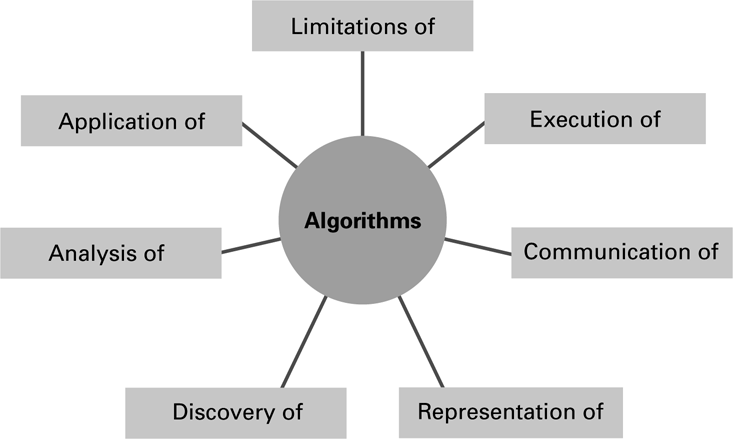 Limitations of
Application of
Execution of
Algorithms
Analysis of
Communication of
Discovery of
Representation of